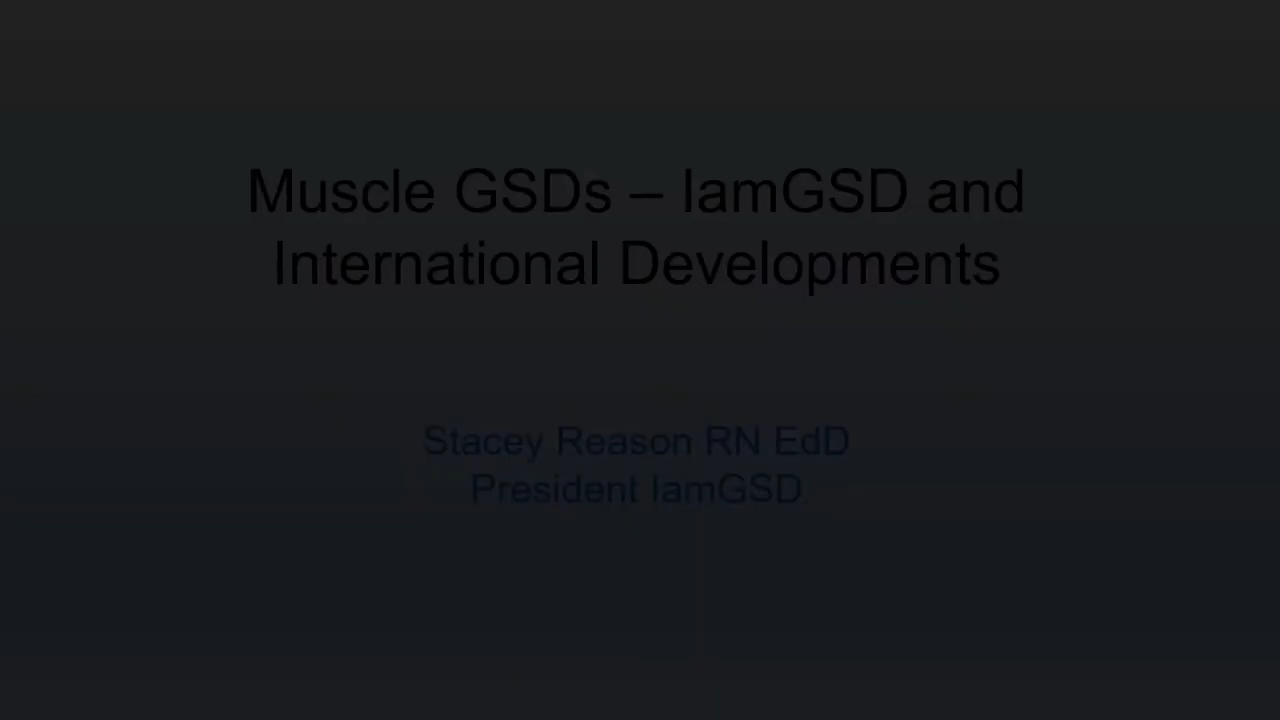 Muscle GSDs – IamGSD and
International Developments
Stacey Reason RN EdD
President IamGSD